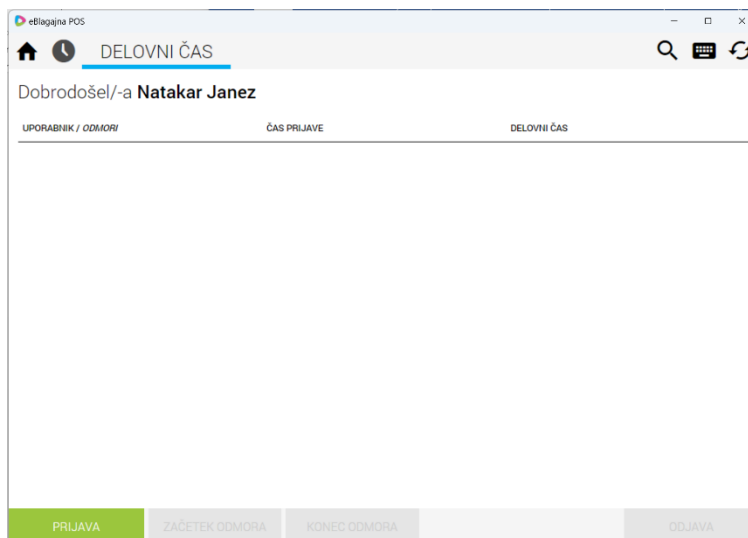 eBlagajna POS
DELOVNI ČAS
Dobrodošel/-a Natakar Janez
UPORABNIK / ODMORI ČAS PRIJAVE DELOVNI ČAS
PRIJAVA ZAČETEK ODMORA KONEC ODMORA ODJAVA